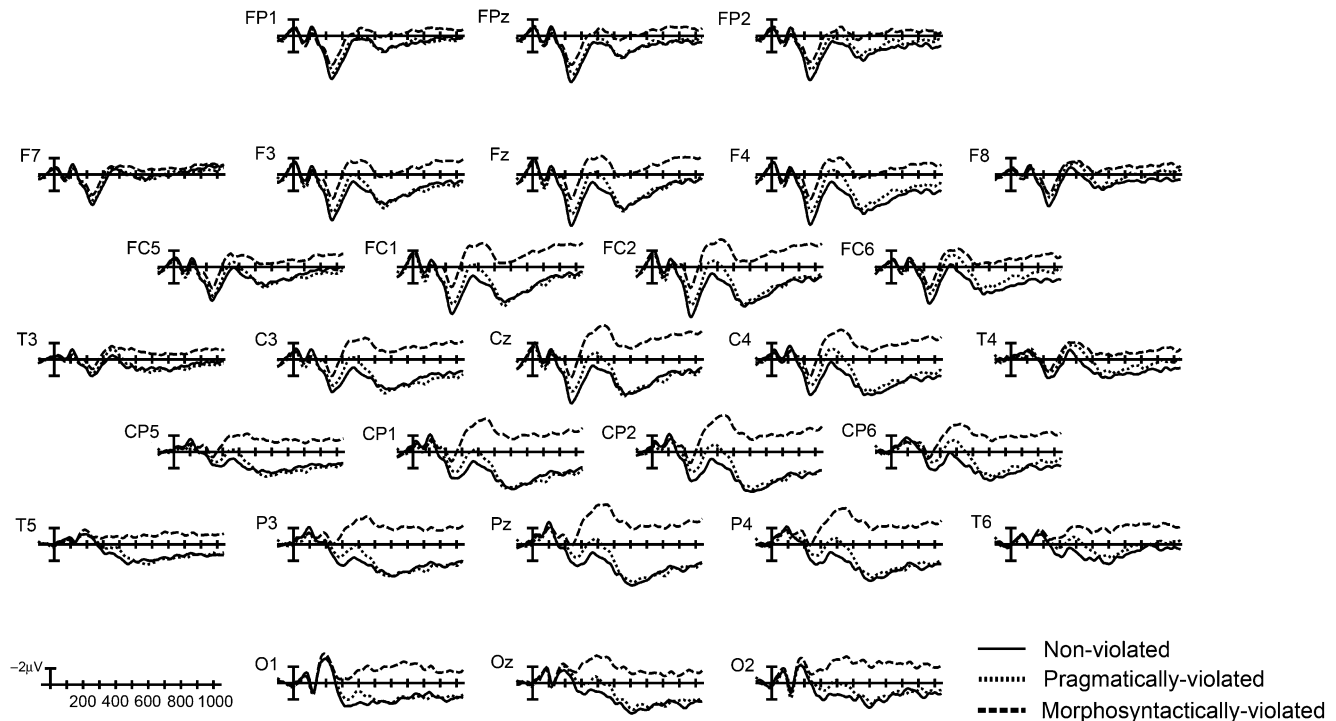 FP1 FPz FP2
F7 F3 Fz F4 F8
FC5 FC1 FC2 FC6
T3 C3 Cz C4 T4
CP5 CP1 CP2 CP6
T5 P3 Pz P4 T6
O1 Oz O2
−2μV
200 400 600 800 1000
Non-violated
Pragmatically-violated
Morphosyntactically-violated